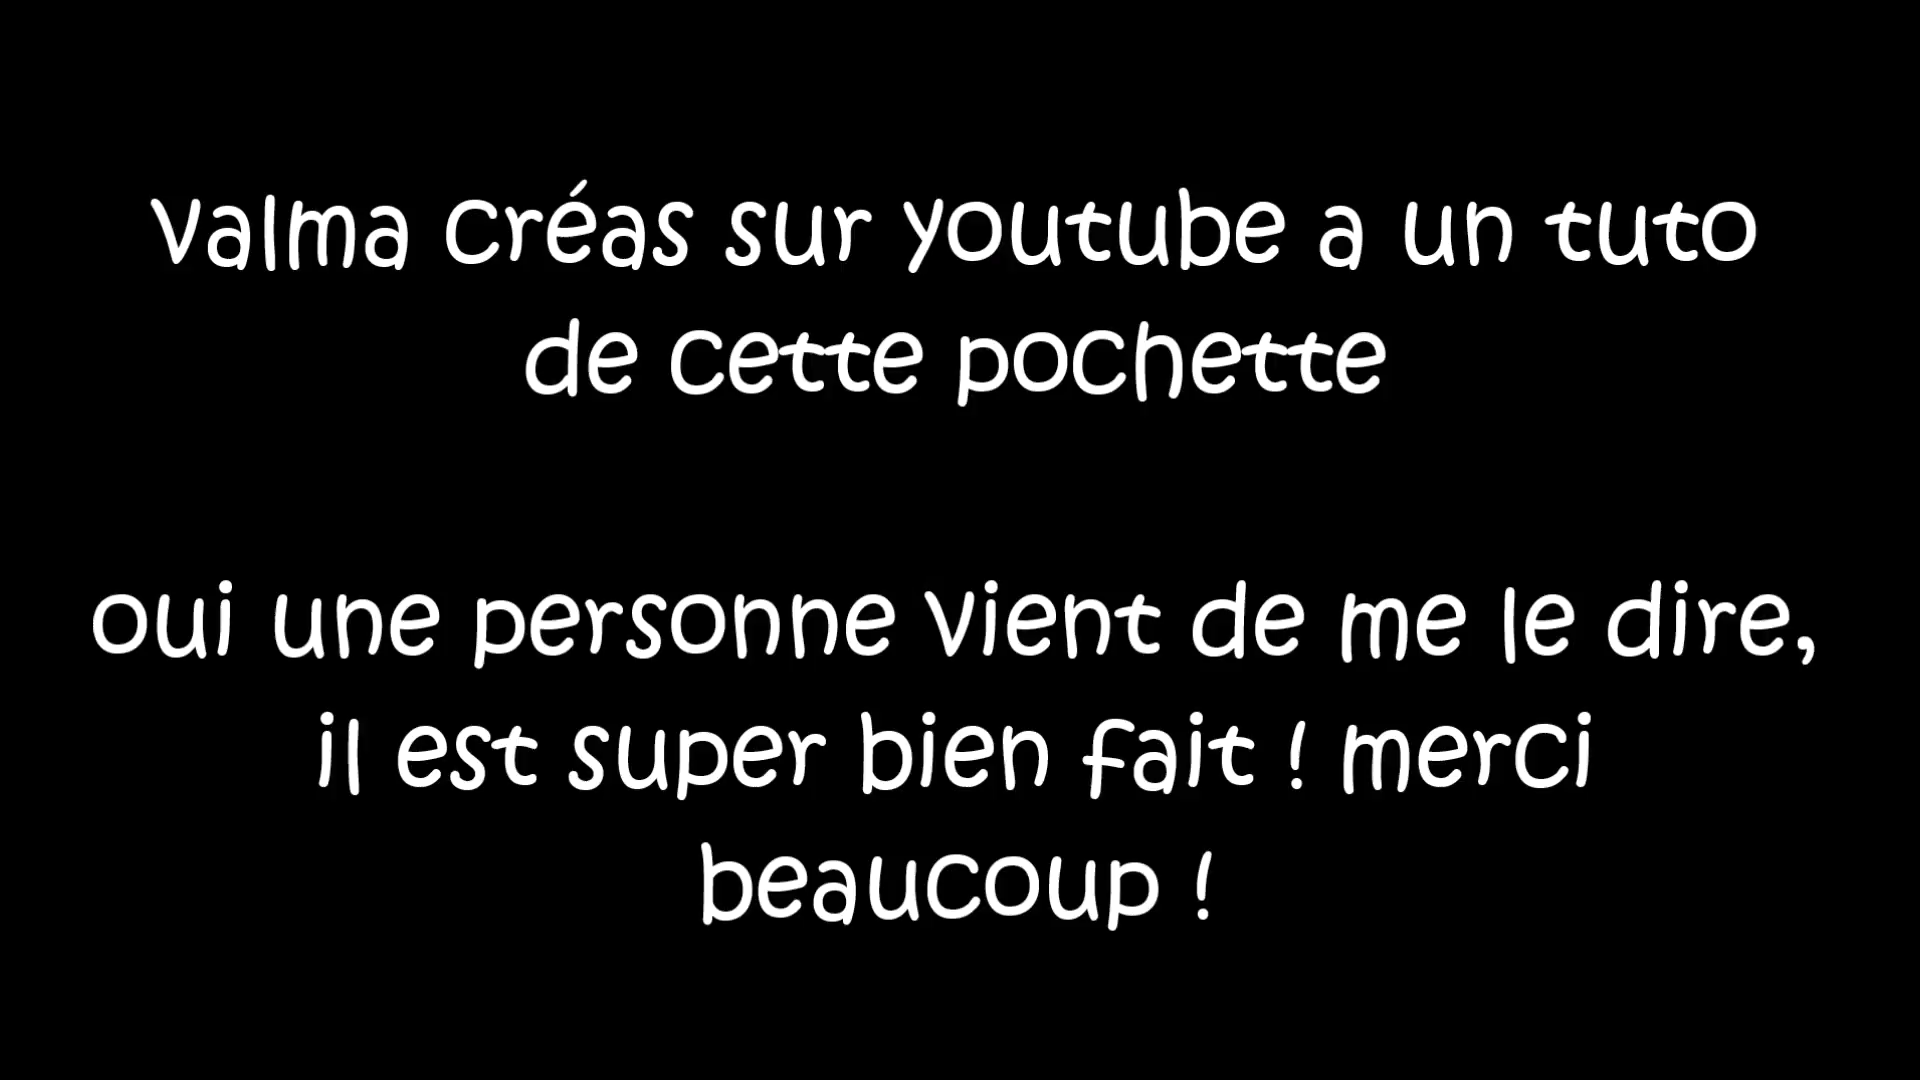 Valma créas sur youtube a un tuto
de cette pochette
oui une personne vient de me le dire,
il est super bien fait ! merci
beaucoup !